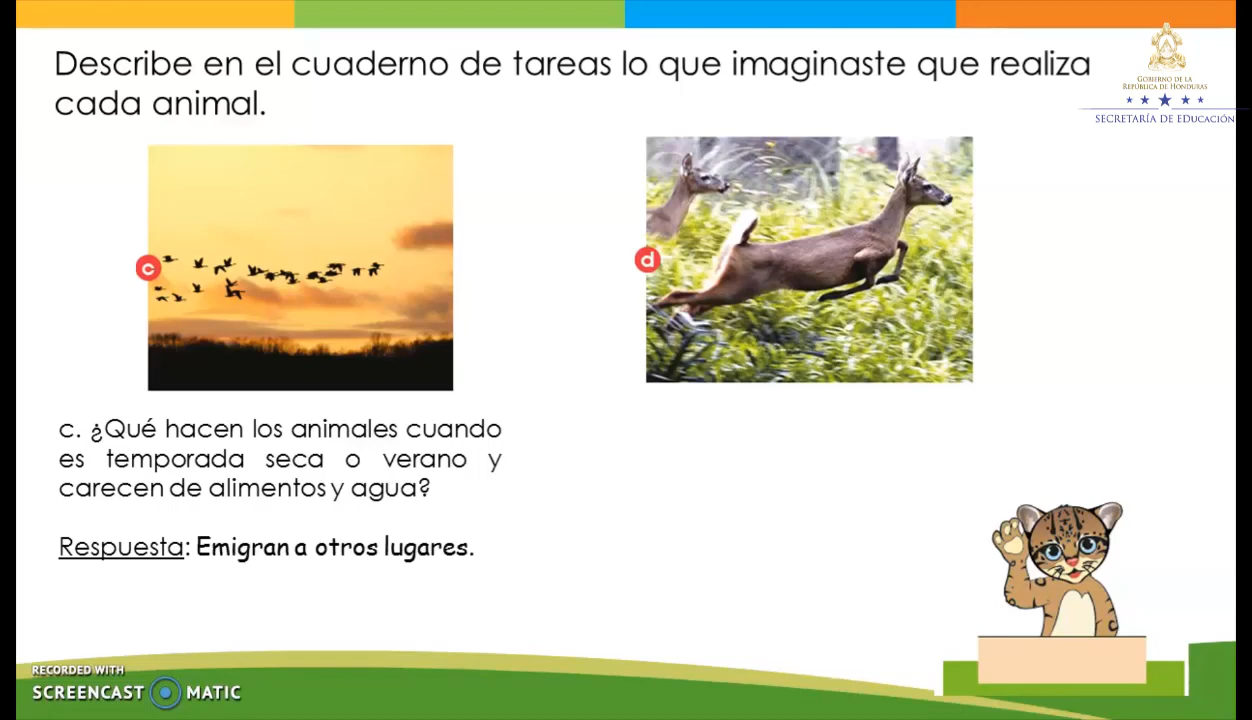 Describe en el cuaderno de tareas lo que imaginaste que realiza
cada animal.
GOBIERNO DE LA
REPÚBLICA DE HONDURAS
SECRETARÍA DE EDUCACIÓN
c
d
c. ¿Qué hacen los animales cuando
es temporada seca o verano y
carecen de alimentos y agua?
Respuesta: Emigran a otros lugares.
RECORDED WITH
SCREENCAST MATIC